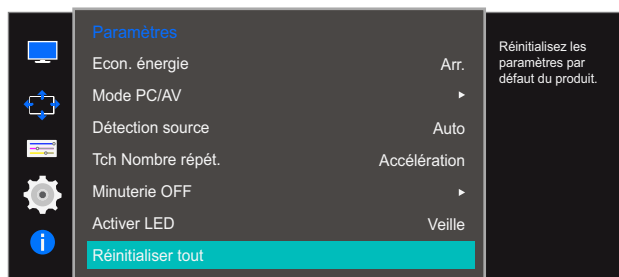 Paramètres
Econ. énergie Arr.
Mode PC/AV
Détection source Auto
Tch Nombre répét. Accélération
Minuterie OFF
Activer LED Veille
Réinitialiser tout
Réinitialisez les
paramètres par
défaut du produit.